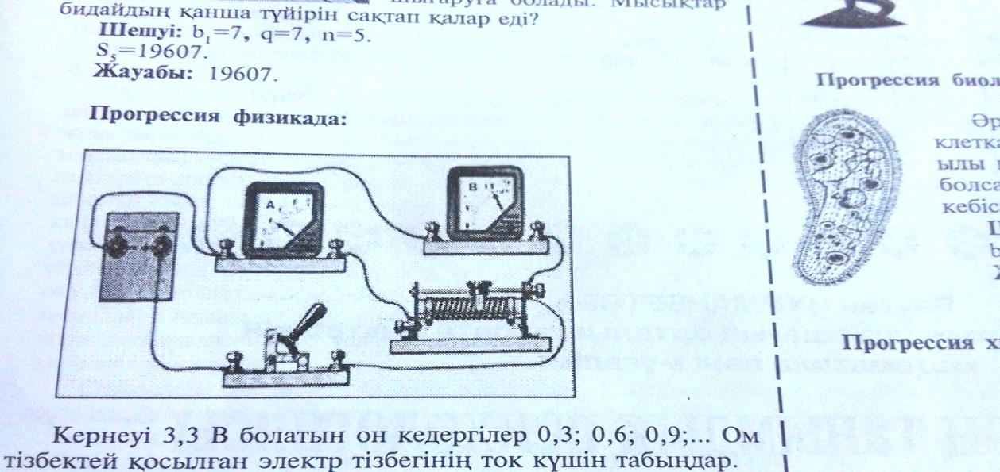 шығаруға болады. Мысықтар
бидайдың қанша түйірін сақтап қалар еді?
Шешуі: b₁=7, q=7, n=5.
S₅=19607.
Жауабы: 19607.
Прогрессия физикада:
А
В
Кернеуі 3,3 В болатын он кедергілер 0,3; 0,6; 0,9;... Ом
тізбектей қосылған электр тізбегінің ток күшін табыңдар.
Прогрессия биол
Әр
клетка
ылы
болса
кебіс
b
Прогрессия х